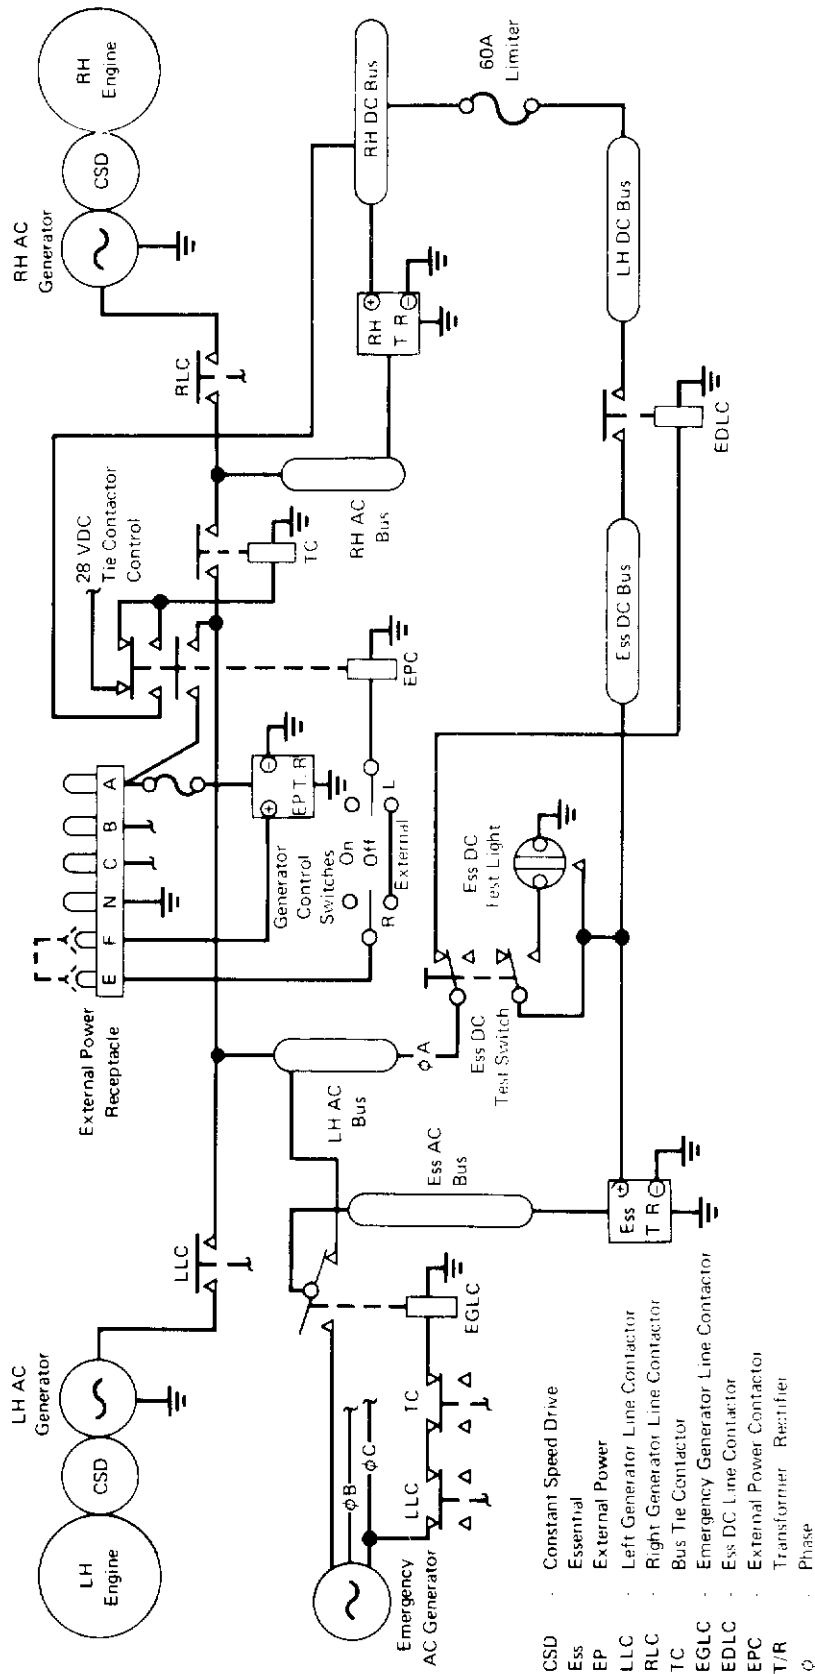 LH AC
Generator
LH
Engine
CSD
LLC
External Power
Receptacle
E
F
N
C
B
A
28 VDC
Tie Contactor
Control
RLC
RH AC
Generator
CSD
RH
Engine
TC
EP T.R
Generator
Control
Switches
On
Off
R
L
External
EPC
RH AC
Bus
RH
T R
RH DC Bus
60A
Limiter
Emergency
AC Generator
φB
φC
LLC
TC
EGLC
LH AC
Bus
φ A
Ess AC
Bus
Ess DC
Test Switch
Ess DC
Test Light
Ess
T R
Ess DC Bus
EDLC
LH DC Bus
CSD - Constant Speed Drive
Ess Essential
EP External Power
LLC - Left Generator Line Contactor
RLC - Right Generator Line Contactor
TC Bus Tie Contactor
EGLC - Emergency Generator Line Contactor
EDLC - Ess DC Line Contactor
EPC - External Power Contactor
T/R Transformer Rectifier
φ - Phase